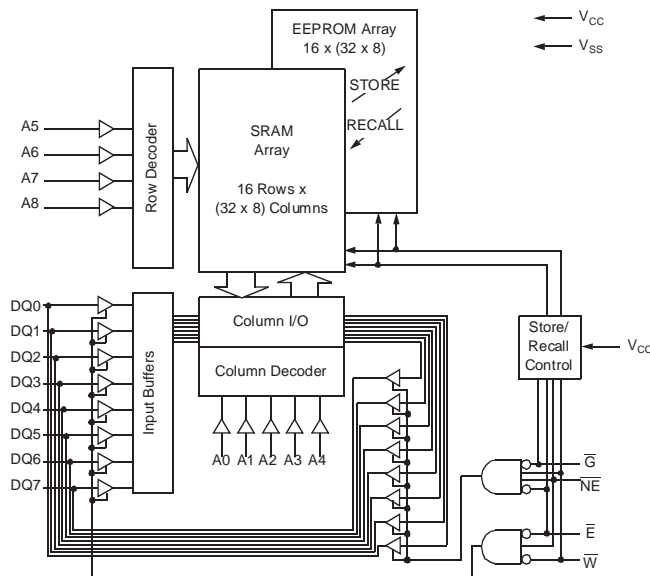 EEPROM Array
16 x (32 x 8)
V_CC
V_SS
STORE
RECALL
SRAM
Array
16 Rows x
(32 x 8) Columns
Row Decoder
A5
A6
A7
A8
DQ0
DQ1
DQ2
DQ3
DQ4
DQ5
DQ6
DQ7
Input Buffers
Column I/O
Column Decoder
A0 A1 A2 A3 A4
Store/
Recall
Control
V_CC
G̅
N̅E̅
E̅
W̅